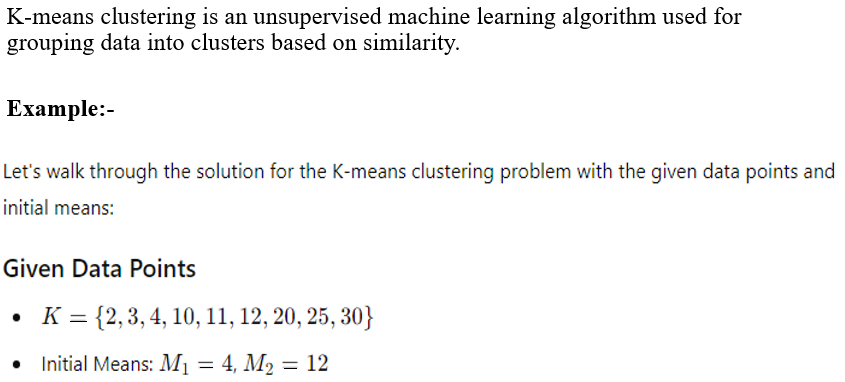 K-means clustering is an unsupervised machine learning algorithm used for
grouping data into clusters based on similarity.
Example:-
Let's walk through the solution for the K-means clustering problem with the given data points and
initial means:
Given Data Points
• K = {2, 3, 4, 10, 11, 12, 20, 25, 30}
• Initial Means: M₁ = 4, M₂ = 12